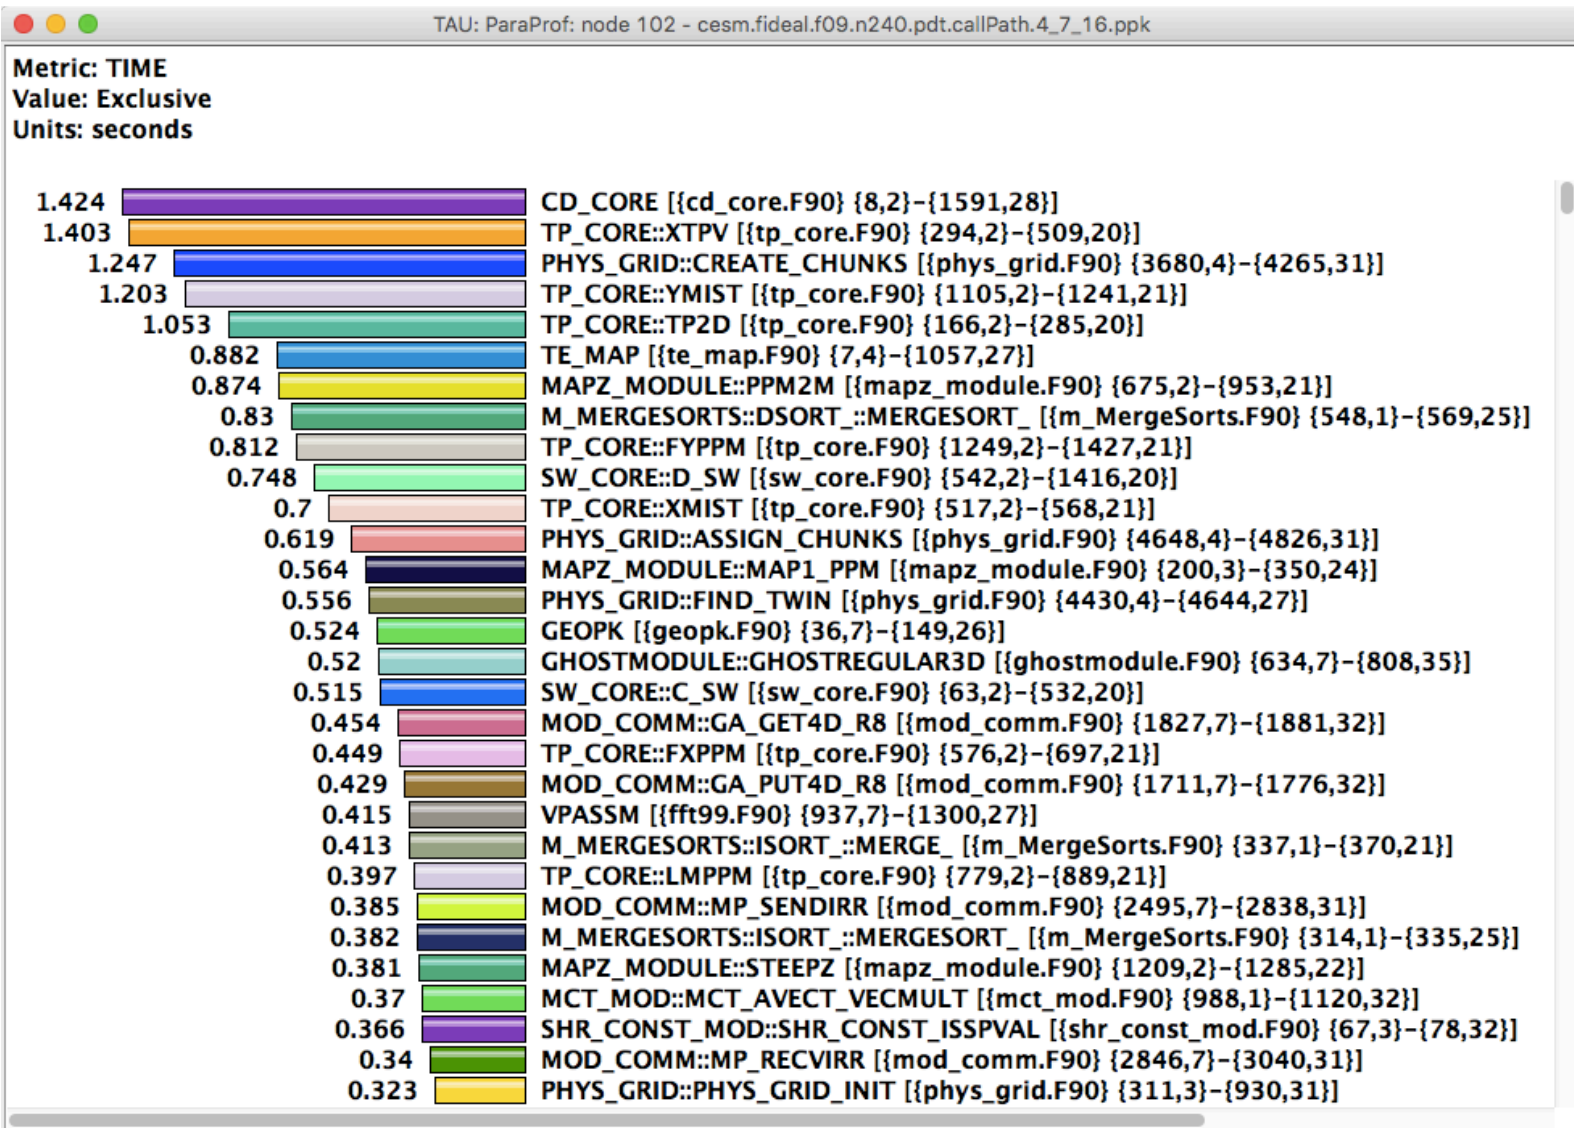 TAU: ParaProf: node 102 - cesm.fideal.f09.n240.pdt.callPath.4_7_16.ppk
Metric: TIME
Value: Exclusive
Units: seconds
1.424 CD_CORE [{cd_core.F90} {8,2}-{1591,28}]
1.403 TP_CORE::XTPV [{tp_core.F90} {294,2}-{509,20}]
1.247 PHYS_GRID::CREATE_CHUNKS [{phys_grid.F90} {3680,4}-{4265,31}]
1.203 TP_CORE::YMIST [{tp_core.F90} {1105,2}-{1241,21}]
1.053 TP_CORE::TP2D [{tp_core.F90} {166,2}-{285,20}]
0.882 TE_MAP [{te_map.F90} {7,4}-{1057,27}]
0.874 MAPZ_MODULE::PPM2M [{mapz_module.F90} {675,2}-{953,21}]
0.83 M_MERGESORTS::DSORT_::MERGESORT_ [{m_MergeSorts.F90} {548,1}-{569,25}]
0.812 TP_CORE::FYPPM [{tp_core.F90} {1249,2}-{1427,21}]
0.748 SW_CORE::D_SW [{sw_core.F90} {542,2}-{1416,20}]
0.7 TP_CORE::XMIST [{tp_core.F90} {517,2}-{568,21}]
0.619 PHYS_GRID::ASSIGN_CHUNKS [{phys_grid.F90} {4648,4}-{4826,31}]
0.564 MAPZ_MODULE::MAP1_PPM [{mapz_module.F90} {200,3}-{350,24}]
0.556 PHYS_GRID::FIND_TWIN [{phys_grid.F90} {4430,4}-{4644,27}]
0.524 GEOPK [{geopk.F90} {36,7}-{149,26}]
0.52 GHOSTMODULE::GHOSTREGULAR3D [{ghostmodule.F90} {634,7}-{808,35}]
0.515 SW_CORE::C_SW [{sw_core.F90} {63,2}-{532,20}]
0.454 MOD_COMM::GA_GET4D_R8 [{mod_comm.F90} {1827,7}-{1881,32}]
0.449 TP_CORE::FXPPM [{tp_core.F90} {576,2}-{697,21}]
0.429 MOD_COMM::GA_PUT4D_R8 [{mod_comm.F90} {1711,7}-{1776,32}]
0.415 VPASSM [{fft99.F90} {937,7}-{1300,27}]
0.413 M_MERGESORTS::ISORT_::MERGE_ [{m_MergeSorts.F90} {337,1}-{370,21}]
0.397 TP_CORE::LMPPM [{tp_core.F90} {779,2}-{889,21}]
0.385 MOD_COMM::MP_SENDIRR [{mod_comm.F90} {2495,7}-{2838,31}]
0.382 M_MERGESORTS::ISORT_::MERGESORT_ [{m_MergeSorts.F90} {314,1}-{335,25}]
0.381 MAPZ_MODULE::STEEPZ [{mapz_module.F90} {1209,2}-{1285,22}]
0.37 MCT_MOD::MCT_AVECT_VECMULT [{mct_mod.F90} {988,1}-{1120,32}]
0.366 SHR_CONST_MOD::SHR_CONST_ISSPVAL [{shr_const_mod.F90} {67,3}-{78,32}]
0.34 MOD_COMM::MP_RECVIRR [{mod_comm.F90} {2846,7}-{3040,31}]
0.323 PHYS_GRID::PHYS_GRID_INIT [{phys_grid.F90} {311,3}-{930,31}]